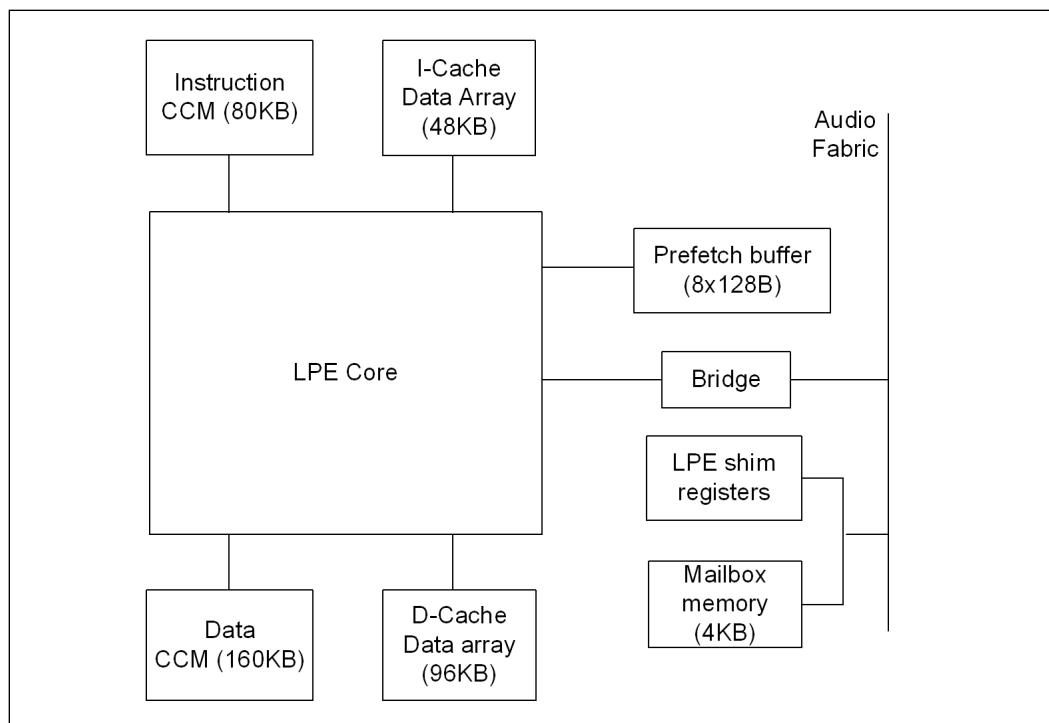 Instruction
CCM (80KB)
I-Cache
Data Array
(48KB)
Audio
Fabric
Prefetch buffer
(8x128B)
LPE Core
Bridge
LPE shim
registers
Mailbox
memory
(4KB)
Data
CCM (160KB)
D-Cache
Data array
(96KB)